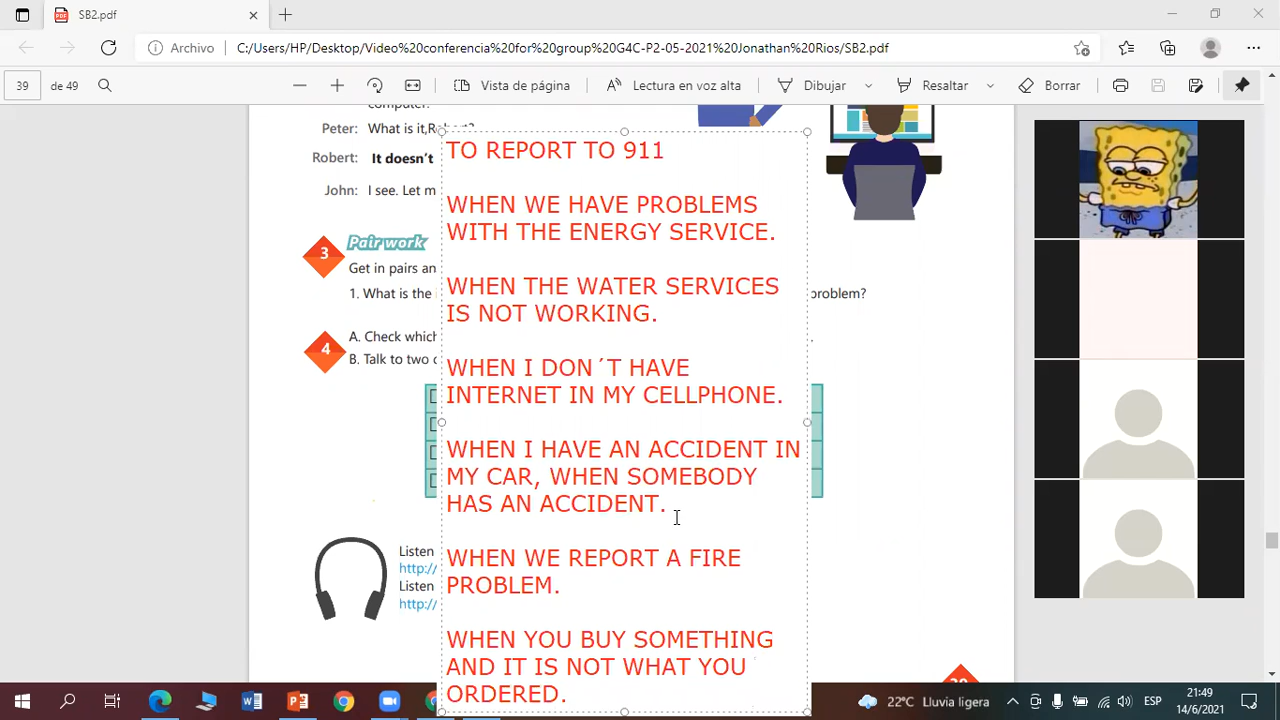 SB2.pdf
Archivo
C:/Users/HP/Desktop/Video%20conferencia%20for%20group%20G4C-P2-05-2021%20Jonathan%20Rios/SB2.pdf
39 de 49
Vista de página
Lectura en voz alta
Dibujar
Resaltar
Borrar
computer.
Peter: What is it,Robert?
Robert: It doesn't
John: I see. Let m
3 Pair work
Get in pairs an
1. What is the
problem?
4 A. Check which
B. Talk to two
Listen
http://
Listen
http://
TO REPORT TO 911
WHEN WE HAVE PROBLEMS
WITH THE ENERGY SERVICE.
WHEN THE WATER SERVICES
IS NOT WORKING.
WHEN I DON´T HAVE
INTERNET IN MY CELLPHONE.
WHEN I HAVE AN ACCIDENT IN
MY CAR, WHEN SOMEBODY
HAS AN ACCIDENT.
WHEN WE REPORT A FIRE
PROBLEM.
WHEN YOU BUY SOMETHING
AND IT IS NOT WHAT YOU
ORDERED.
22°C Lluvia ligera
ESP
21:49
14/6/2021